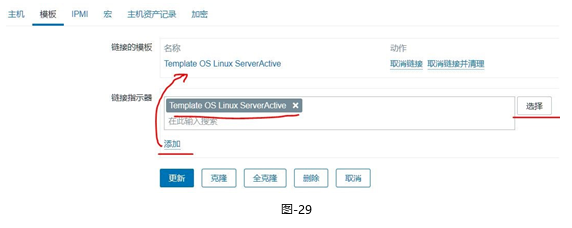 主机 模板 IPMI 宏 主机资产记录 加密
链接的模板 名称 动作
Template OS Linux ServerActive 取消链接 取消链接并清理
链接指示器 Template OS Linux ServerActive × 选择
在此输入搜索
添加
更新 克隆 全克隆 删除 取消
图-29